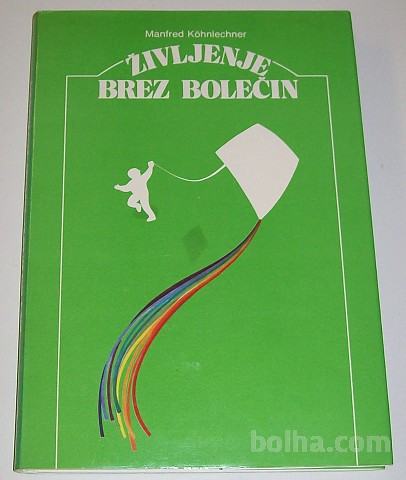 Manfred Köhnlechner
ŽIVLJENJE
BREZ BOLEČIN
bolha.com